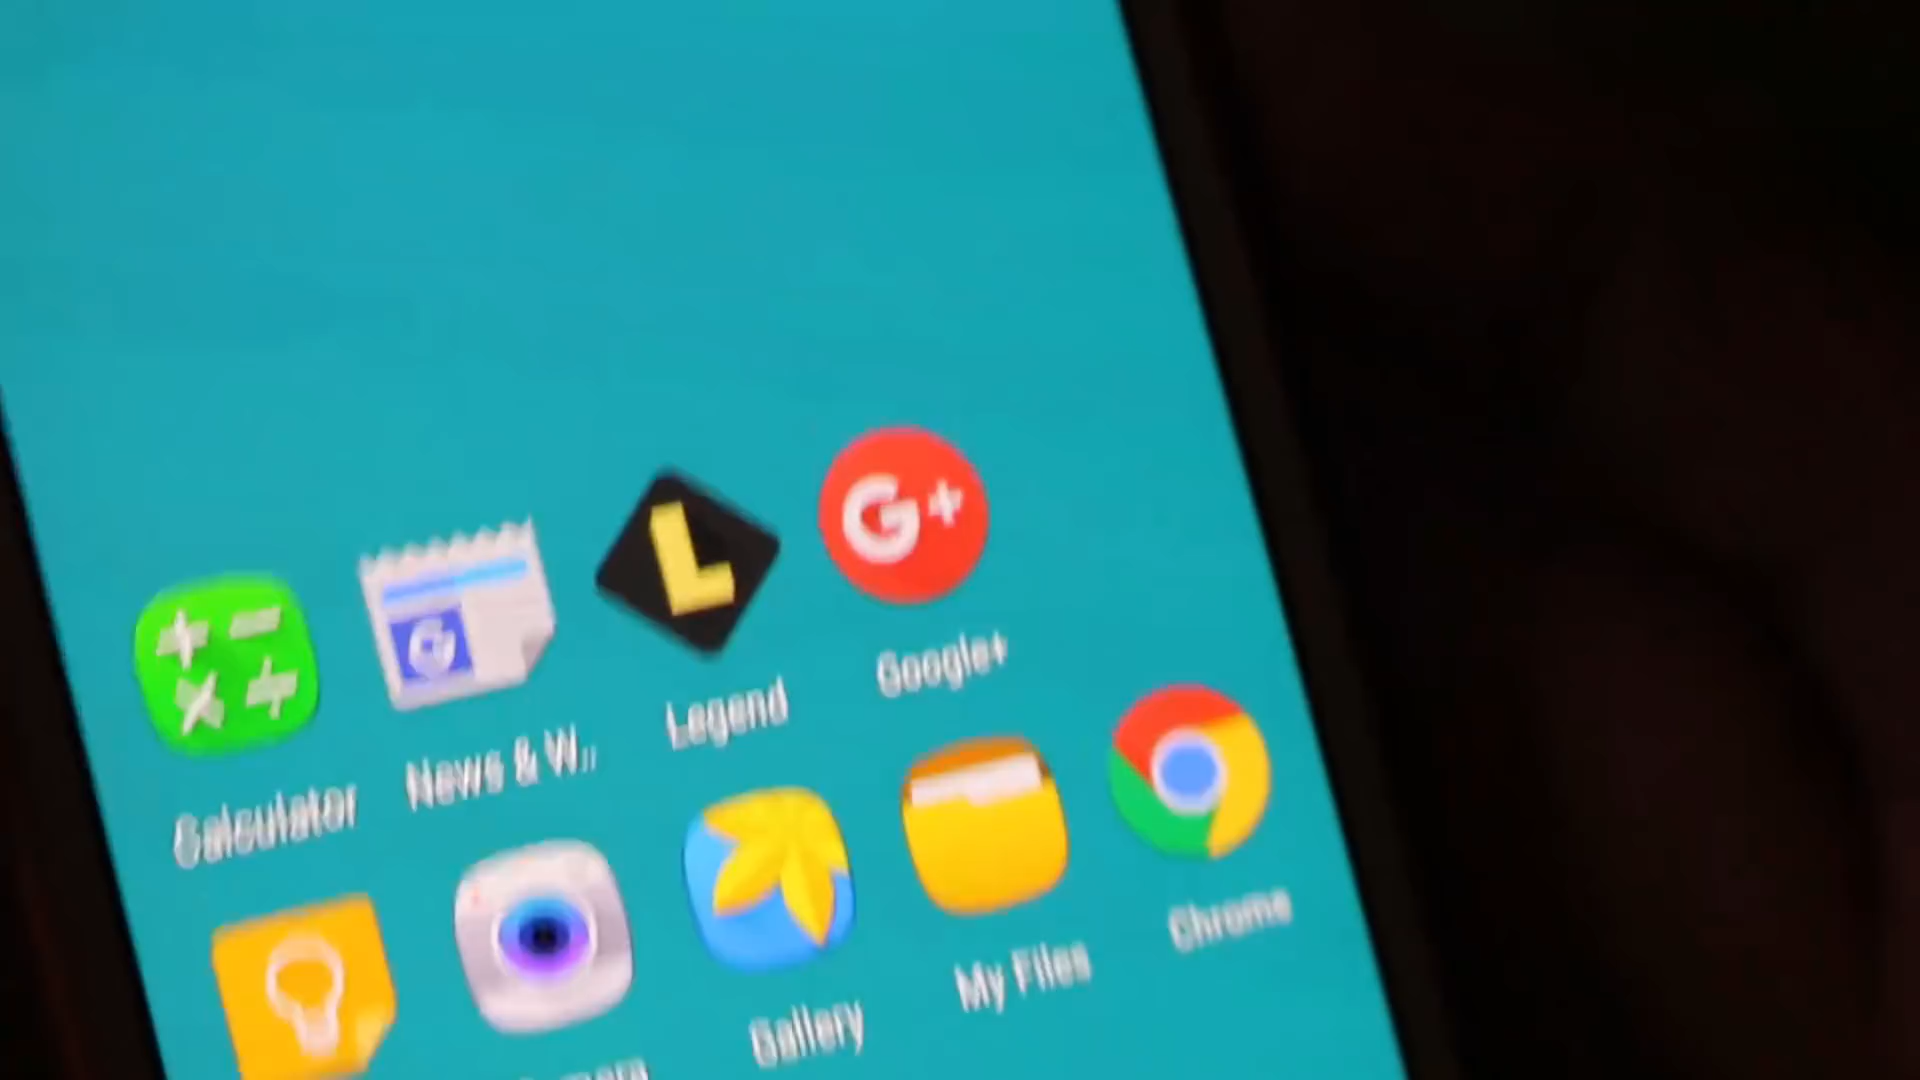 L
G+
G
Google+
Legend
News & W..
Calculator
Chrome
My Files
Gallery